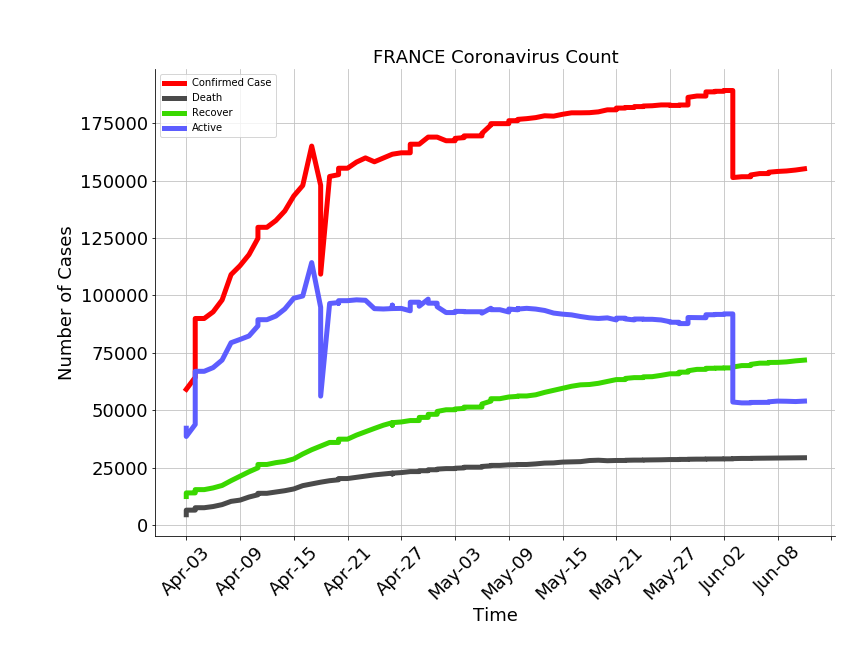 FRANCE Coronavirus Count
Confirmed Case
Death
Recover
Active
175000
150000
125000
100000
75000
50000
25000
0
Number of Cases
Apr-03 Apr-09 Apr-15 Apr-21 Apr-27 May-03 May-09 May-15 May-21 May-27 Jun-02 Jun-08
Time